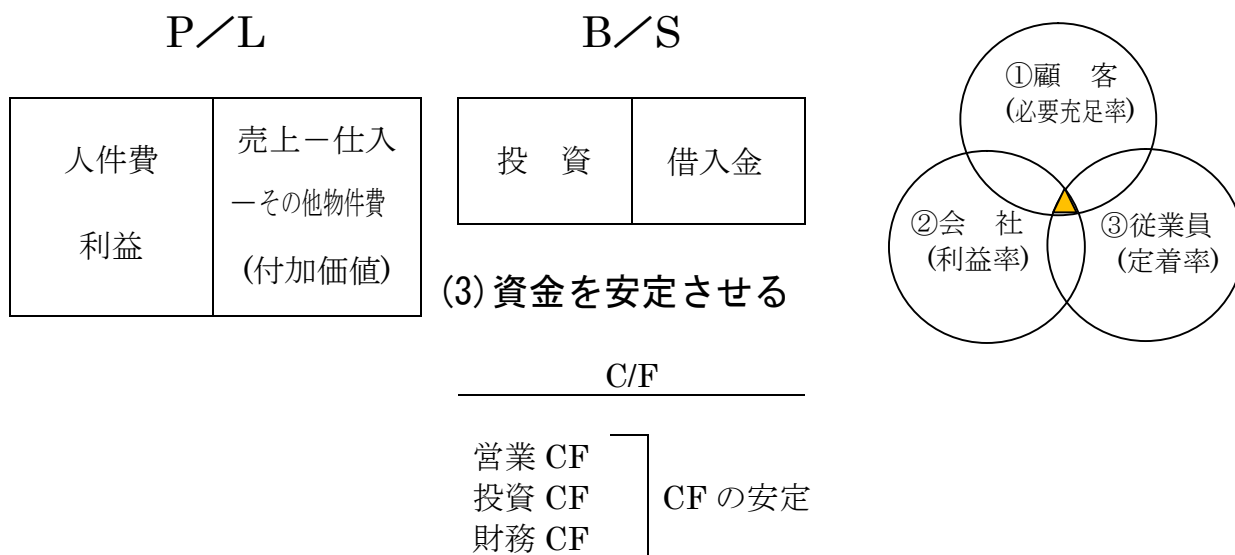 P／L
人件費
利益
売上－仕入
－その他物件費
(付加価値)
B／S
投　資
借入金
(3)資金を安定させる
C/F
営業 CF
投資 CF
財務 CF
CF の安定
①顧　客
(必要充足率)
②会　社
(利益率)
③従業員
(定着率)